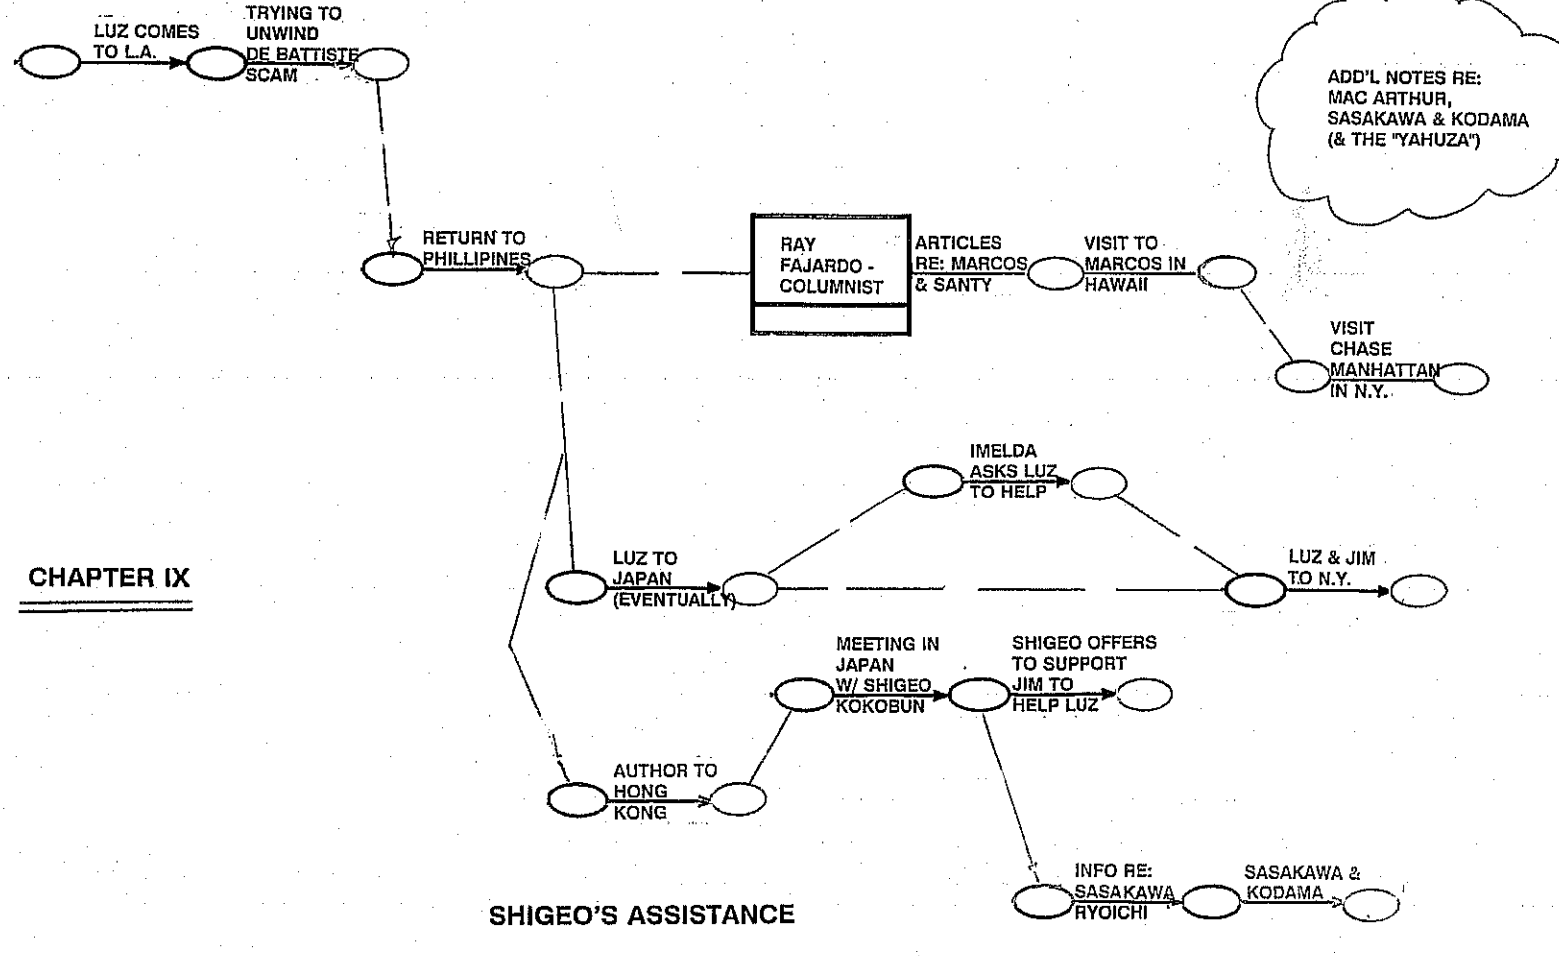 LUZ COMES
TO L.A.
TRYING TO
UNWIND
DE BATTISTE
SCAM
ADD'L NOTES RE:
MAC ARTHUR,
SASAKAWA & KODAMA
(& THE "YAHUZA")
RETURN TO
PHILLIPINES
RAY
FAJARDO -
COLUMNIST
ARTICLES
RE: MARCOS
& SANTY
VISIT TO
MARCOS IN
HAWAII
VISIT
CHASE
MANHATTAN
IN N.Y.
IMELDA
ASKS LUZ
TO HELP
CHAPTER IX
LUZ TO
JAPAN
(EVENTUALLY)
LUZ & JIM
TO N.Y.
MEETING IN
JAPAN
W/ SHIGEO
KOKOBUN
SHIGEO OFFERS
TO SUPPORT
JIM TO
HELP LUZ
AUTHOR TO
HONG
KONG
INFO RE:
SASAKAWA
RYOICHI
SASAKAWA &
KODAMA
SHIGEO'S ASSISTANCE